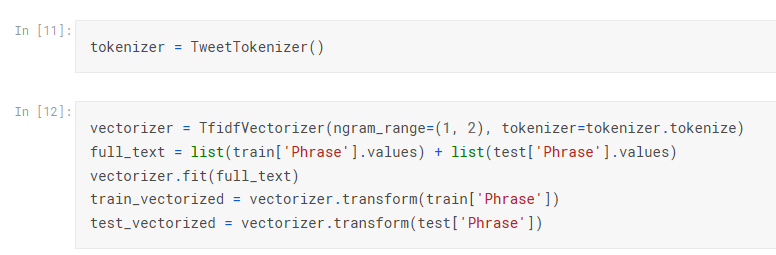 In [11]:
tokenizer = TweetTokenizer()
In [12]:
vectorizer = TfidfVectorizer(ngram_range=(1, 2), tokenizer=tokenizer.tokenize)
full_text = list(train['Phrase'].values) + list(test['Phrase'].values)
vectorizer.fit(full_text)
train_vectorized = vectorizer.transform(train['Phrase'])
test_vectorized = vectorizer.transform(test['Phrase'])